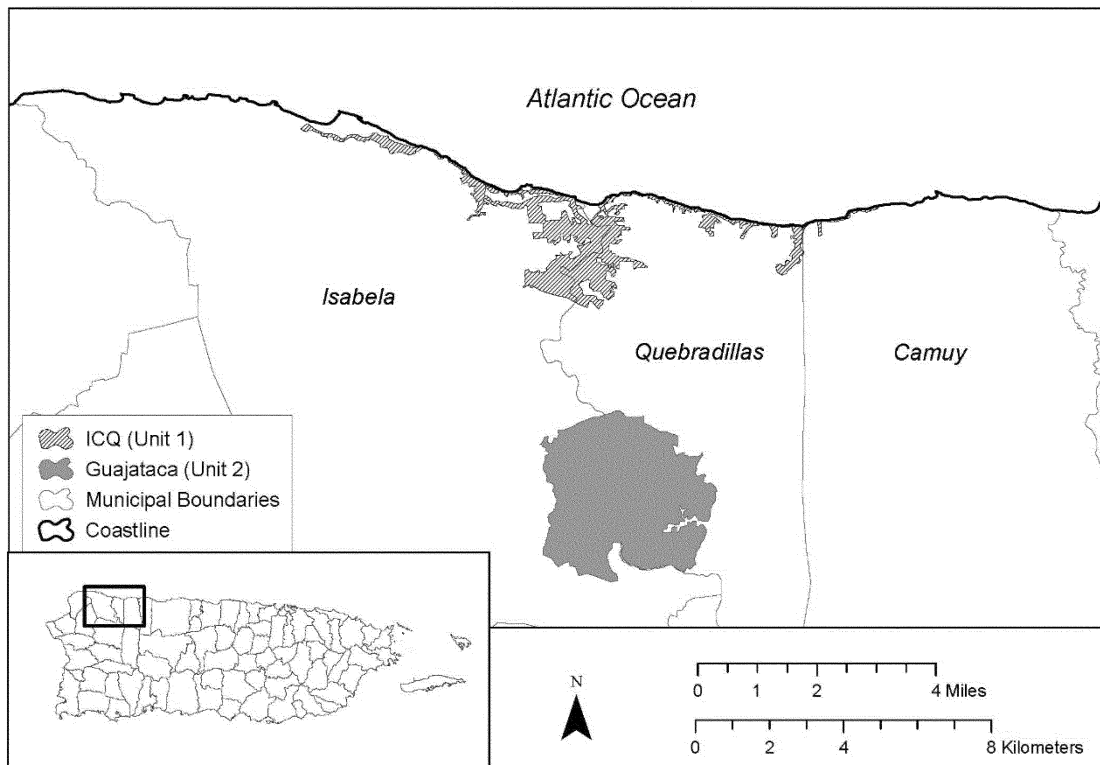 Atlantic Ocean
Isabela
Quebradillas
Camuy
ICQ (Unit 1)
Guajataca (Unit 2)
Municipal Boundaries
Coastline
N
0 1 2 4 Miles
0 2 4 8 Kilometers